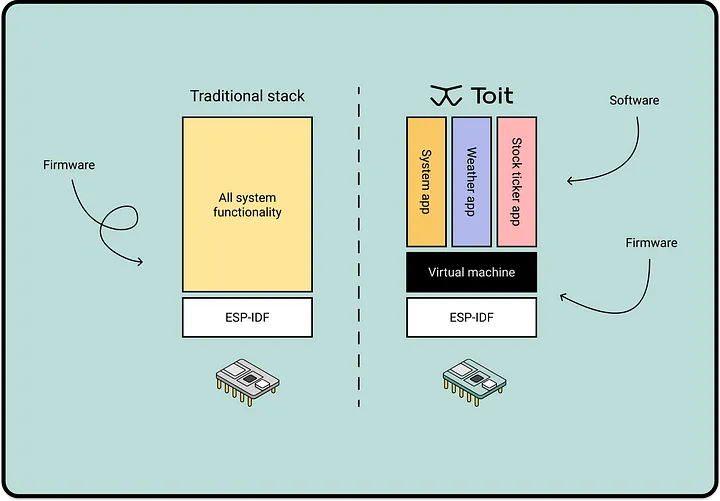 Traditional stack
Toit
Software
Firmware
All system
functionality
System app
Weather app
Stock ticker app
Firmware
Virtual machine
ESP-IDF
ESP-IDF